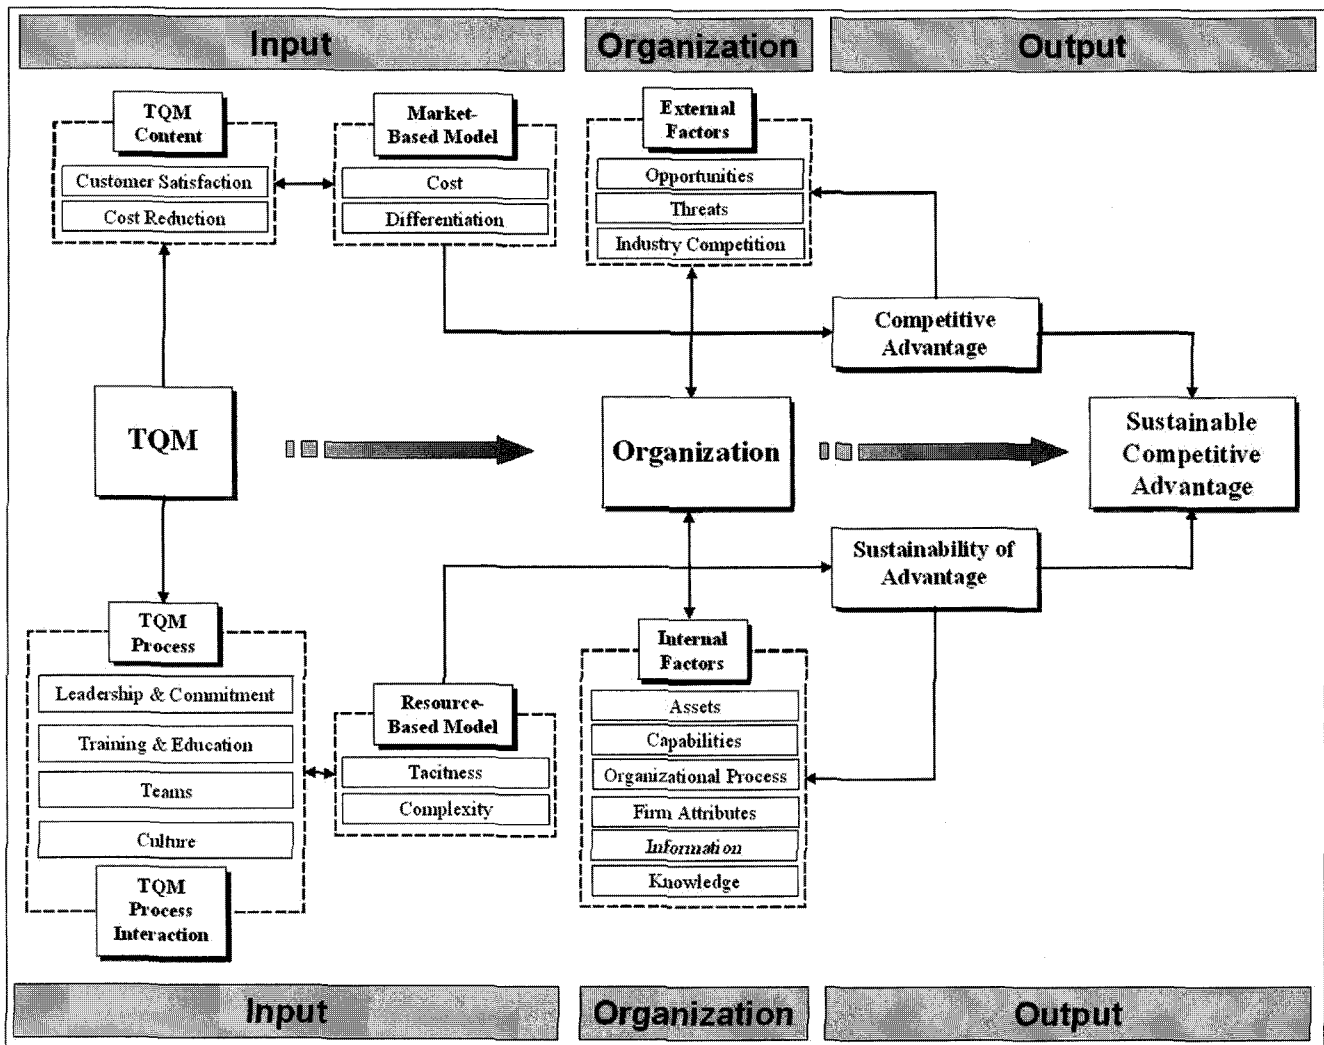 Input
Organization
Output
TQM
Content
Customer Satisfaction
Cost Reduction
Market-
Based Model
Cost
Differentiation
External
Factors
Opportunities
Threats
Industry Competition
Competitive
Advantage
TQM
Organization
Sustainable
Competitive
Advantage
Sustainability of
Advantage
TQM
Process
Leadership & Commitment
Training & Education
Teams
Culture
TQM
Process
Interaction
Resource-
Based Model
Tacitness
Complexity
Internal
Factors
Assets
Capabilities
Organizational Process
Firm Attributes
Information
Knowledge
Input
Organization
Output